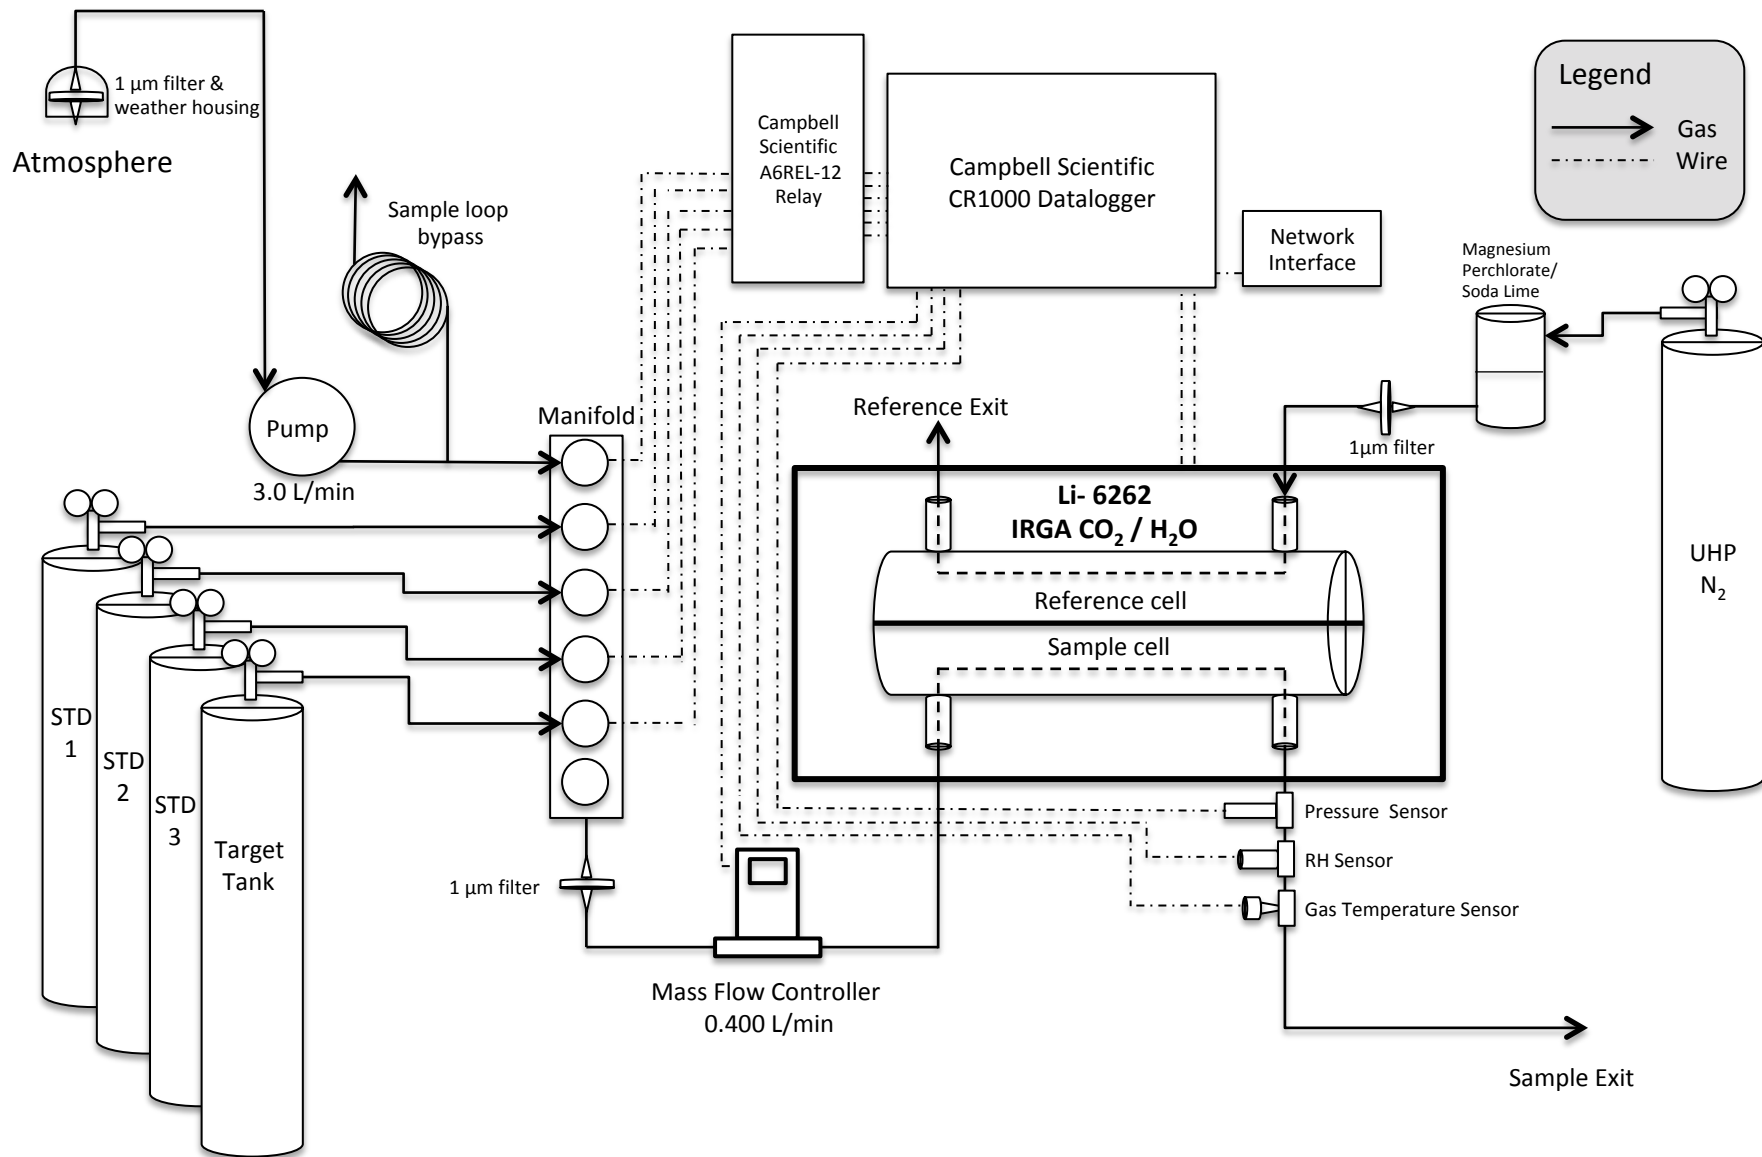 1 µm filter &
weather housing
Atmosphere
Sample loop
bypass
Pump
3.0 L/min
Manifold
Campbell
Scientific
A6REL-12
Relay
Campbell Scientific
CR1000 Datalogger
Network
Interface
Legend
Gas
Wire
Magnesium
Perchlorate/
Soda Lime
1µm filter
UHP
N₂
Reference Exit
Li- 6262
IRGA CO₂ / H₂O
Reference cell
Sample cell
STD
1
STD
2
STD
3
Target
Tank
1 µm filter
Mass Flow Controller
0.400 L/min
Pressure Sensor
RH Sensor
Gas Temperature Sensor
Sample Exit